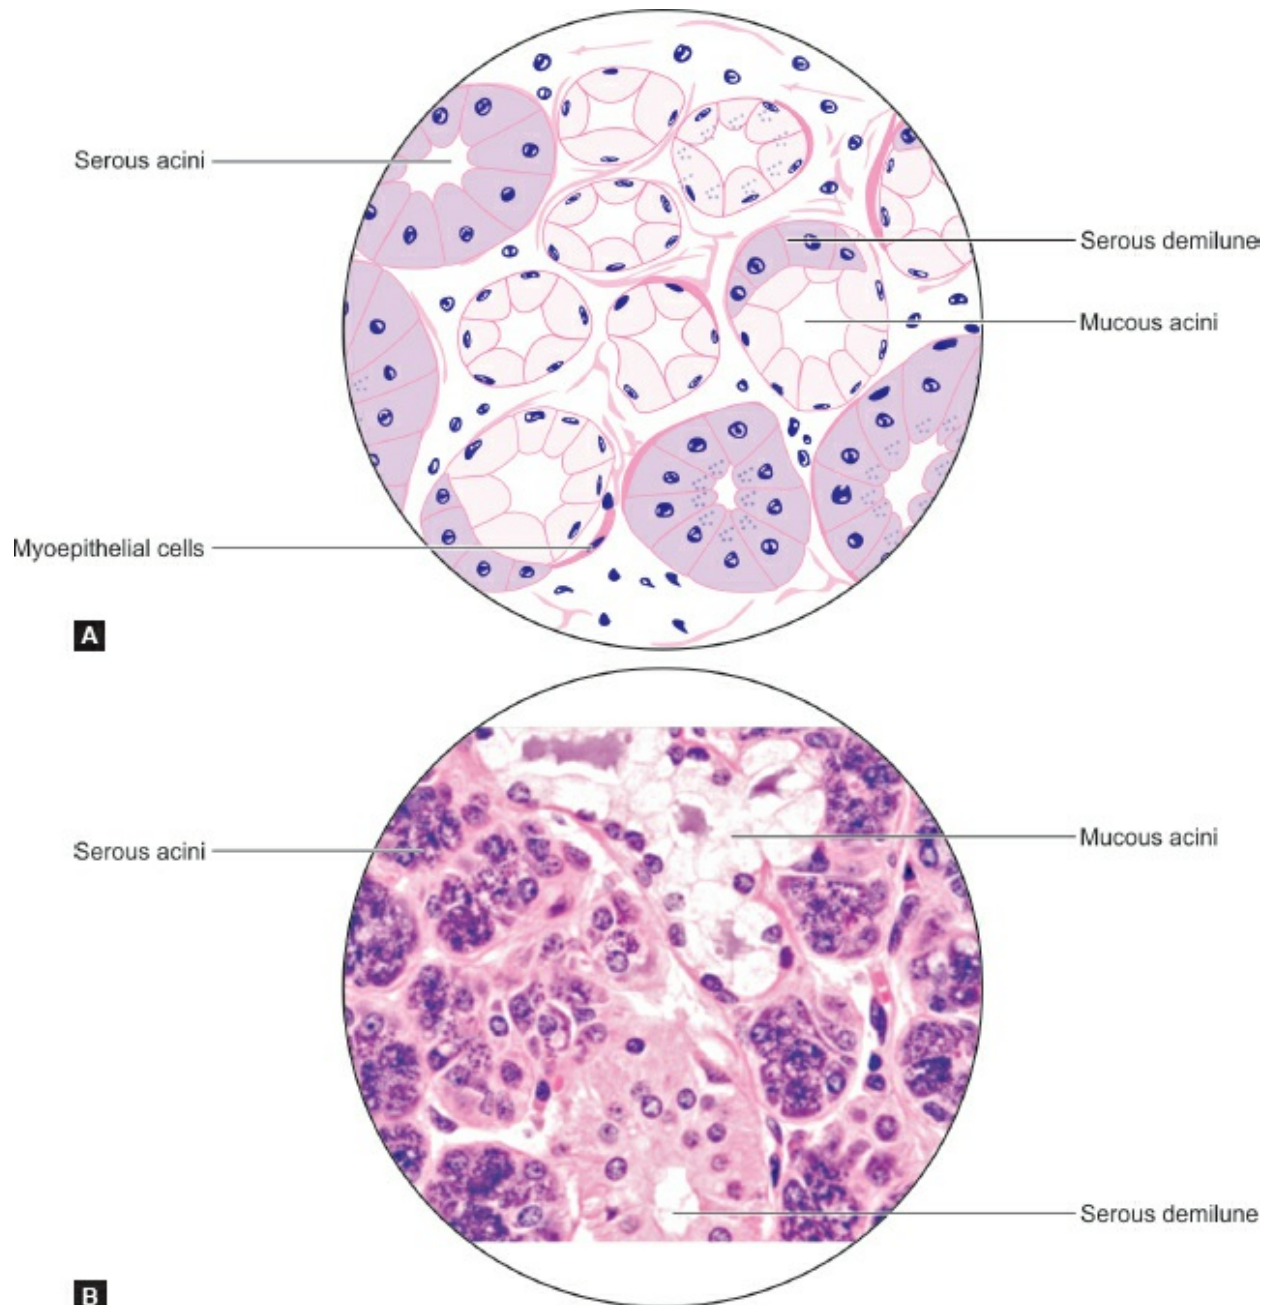 Serous acini
Serous demilune
Mucous acini
Myoepithelial cells
A
Serous acini
Mucous acini
Serous demilune
B